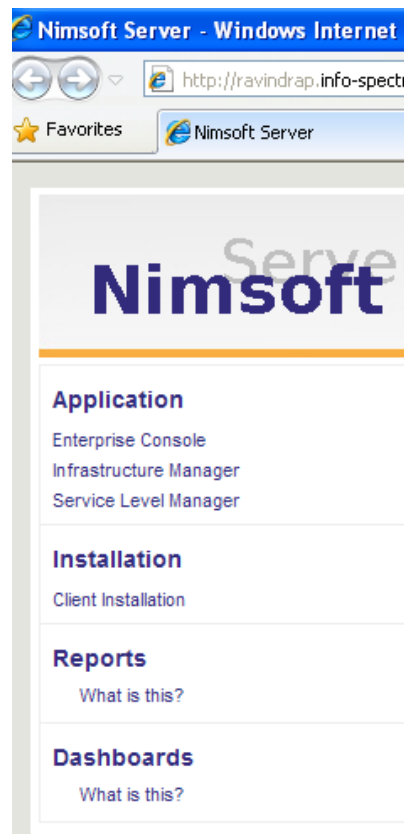 Nimsoft Server - Windows Internet
http://ravindrap.info-spectr
Favorites
Nimsoft Server
Serve
Nimsoft
Application
Enterprise Console
Infrastructure Manager
Service Level Manager
Installation
Client Installation
Reports
What is this?
Dashboards
What is this?